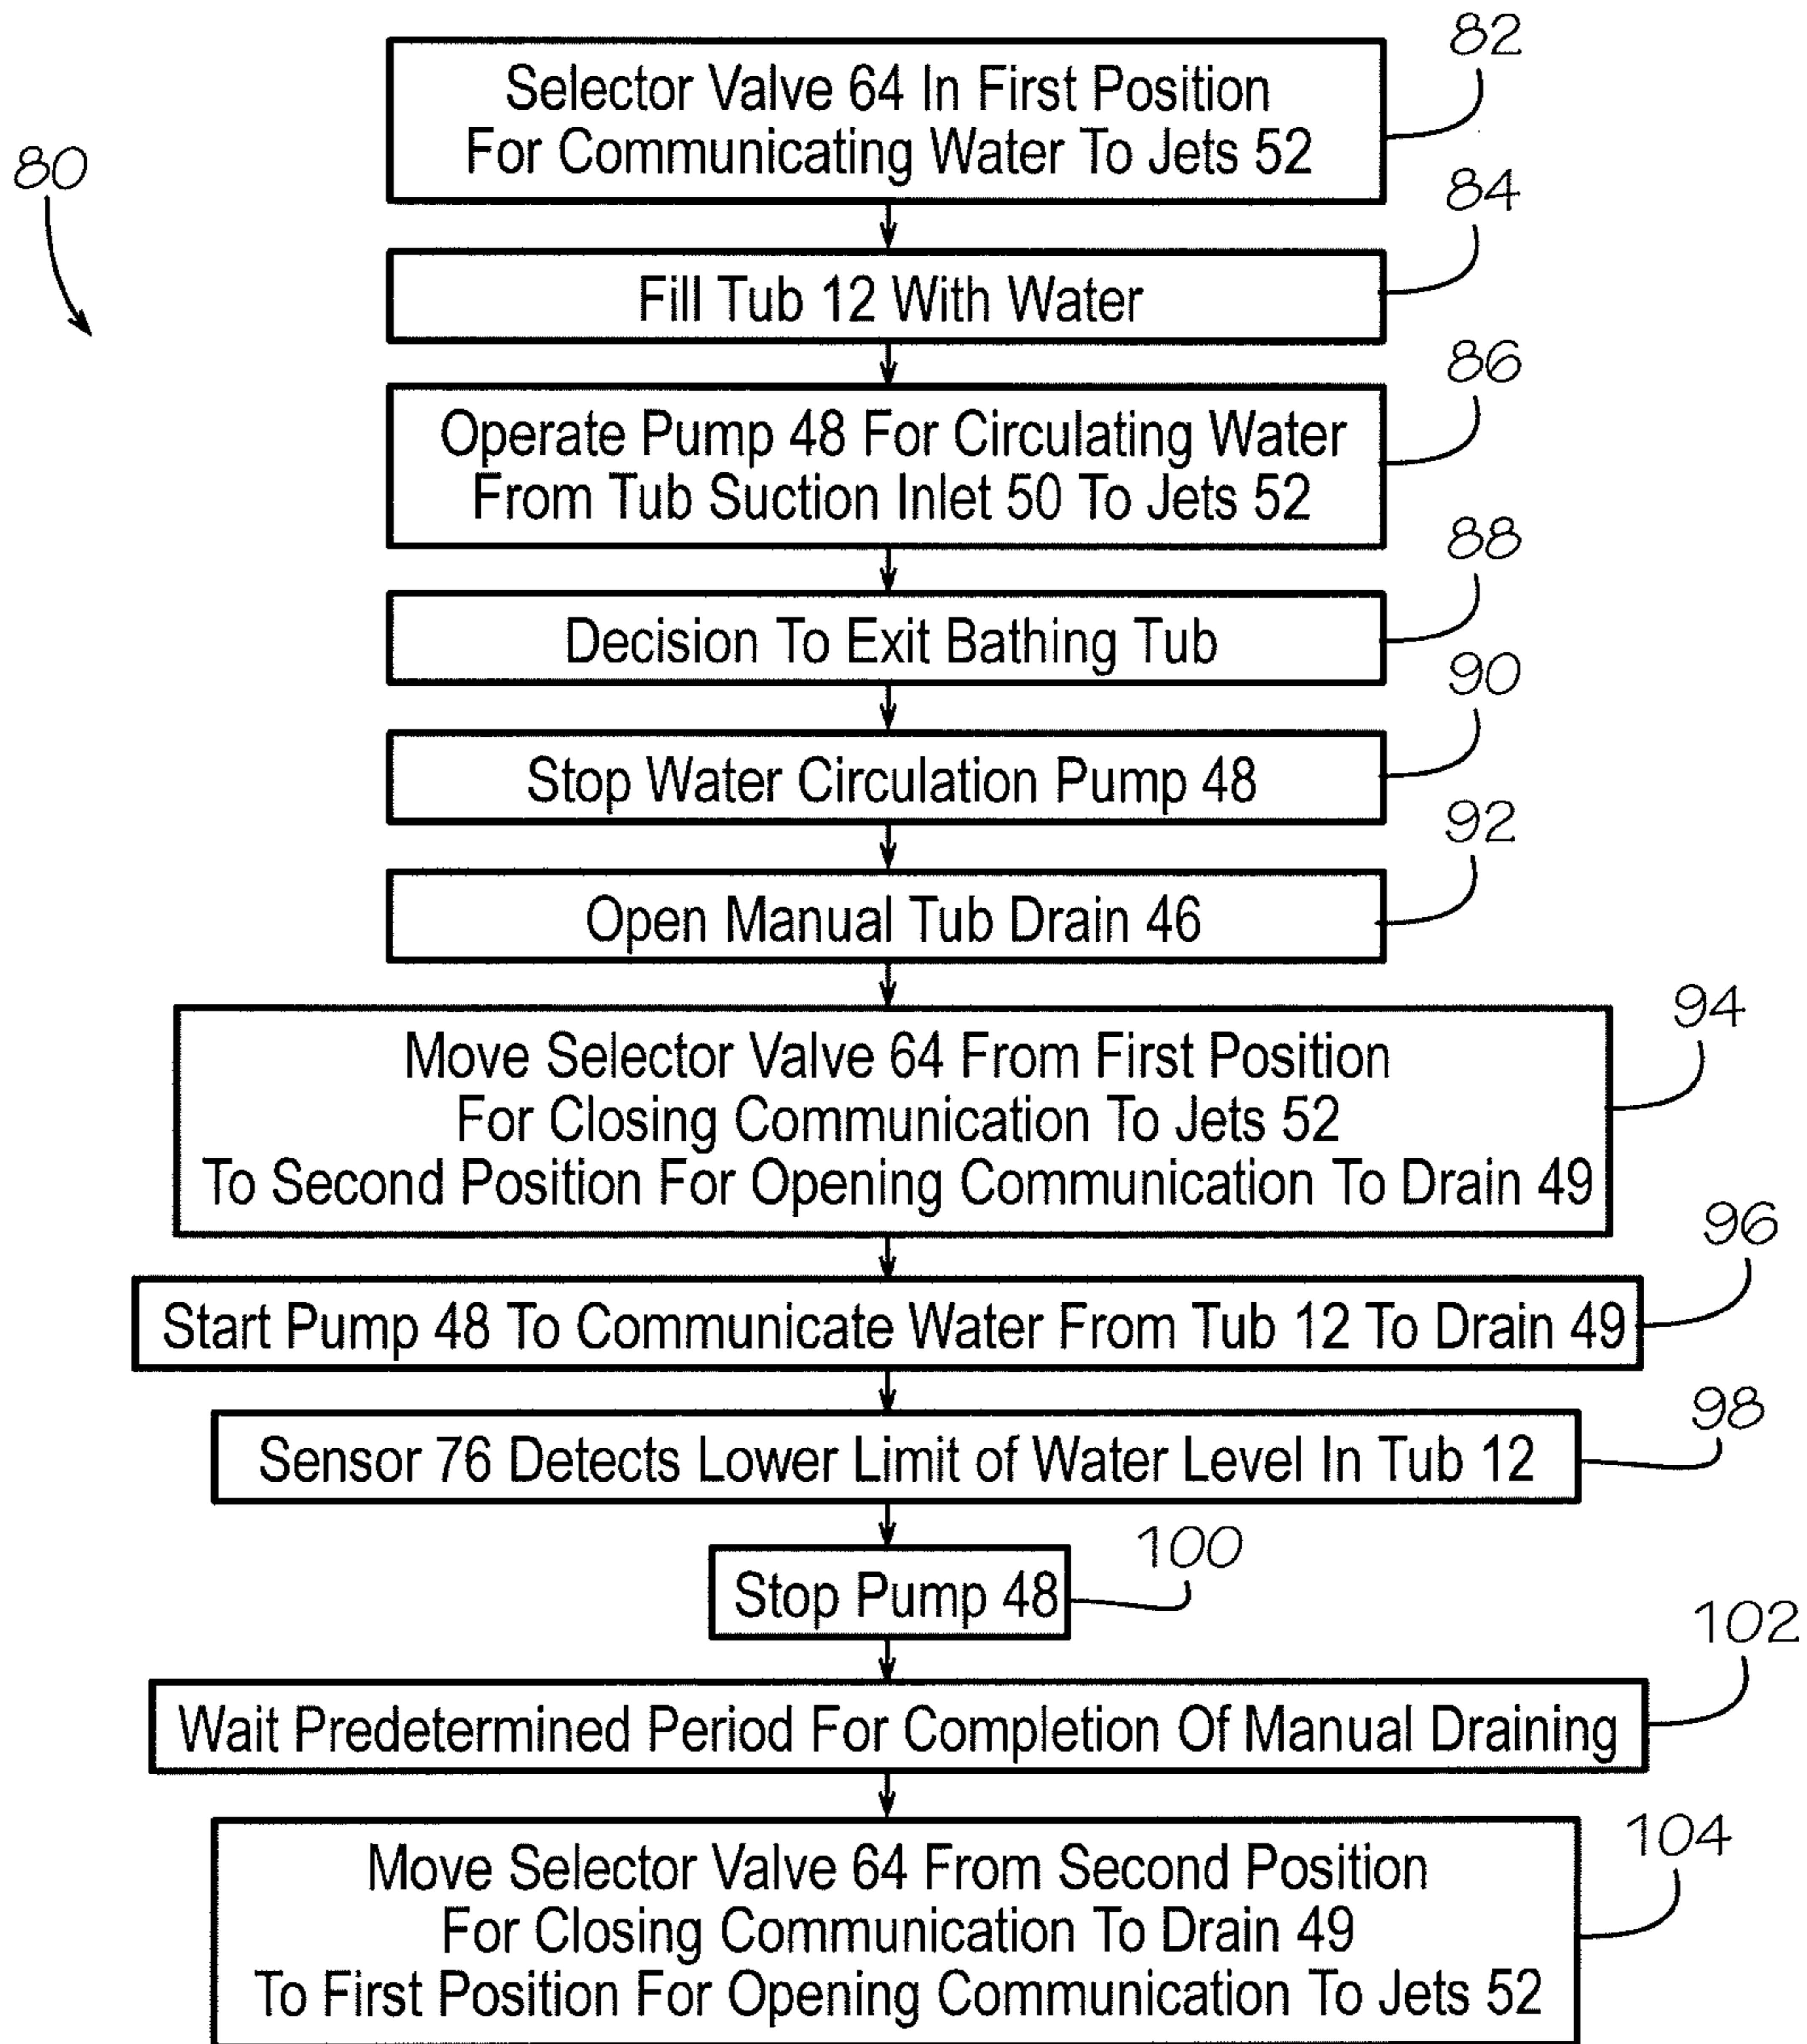 82
Selector Valve 64 In First Position
For Communicating Water To Jets 52
80
84
Fill Tub 12 With Water
86
Operate Pump 48 For Circulating Water
From Tub Suction Inlet 50 To Jets 52
88
Decision To Exit Bathing Tub
90
Stop Water Circulation Pump 48
92
Open Manual Tub Drain 46
94
Move Selector Valve 64 From First Position
For Closing Communication To Jets 52
To Second Position For Opening Communication To Drain 49
96
Start Pump 48 To Communicate Water From Tub 12 To Drain 49
98
Sensor 76 Detects Lower Limit of Water Level In Tub 12
100
Stop Pump 48
102
Wait Predetermined Period For Completion Of Manual Draining
104
Move Selector Valve 64 From Second Position
For Closing Communication To Drain 49
To First Position For Opening Communication To Jets 52